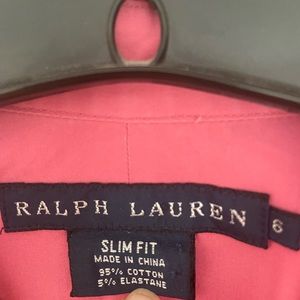 RALPH LAUREN
6
SLIM FIT
MADE IN CHINA
95% COTTON
5% ELASTANE